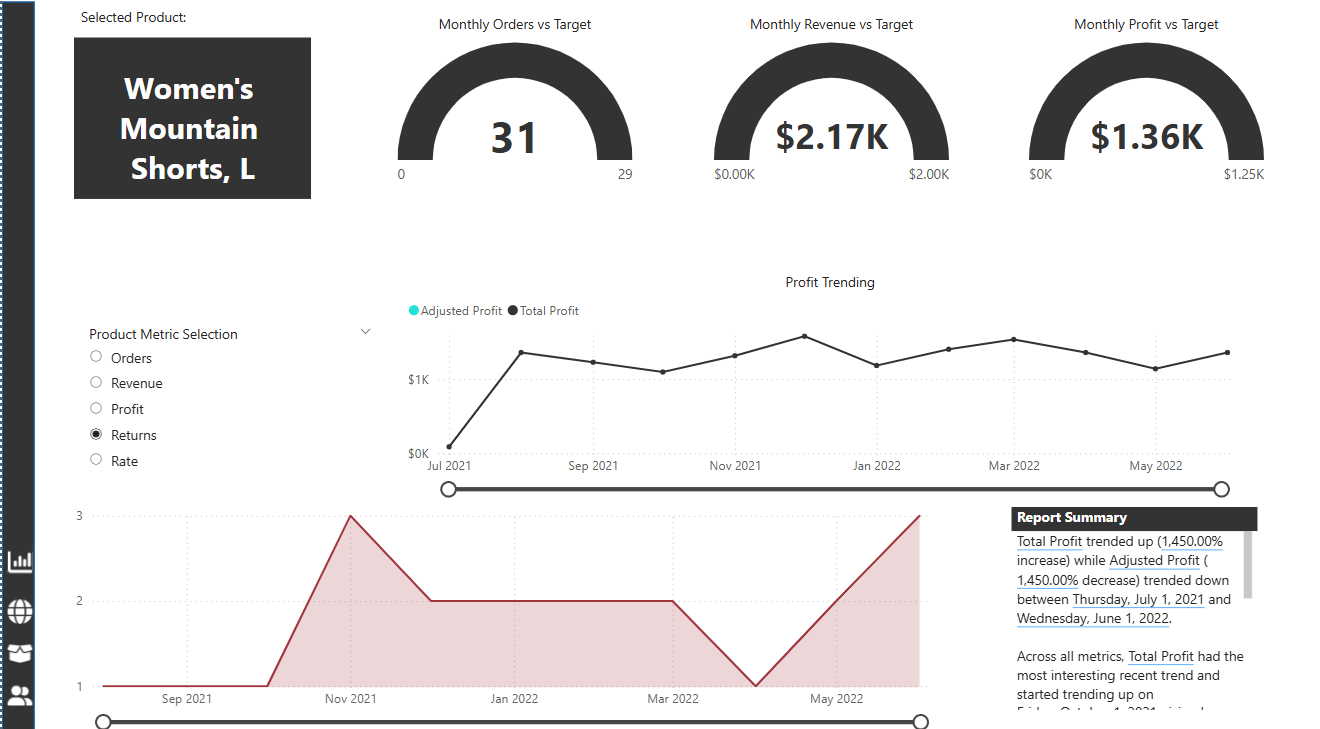 Selected Product:
Women's
Mountain
Shorts, L
Monthly Orders vs Target
31
0
29
Monthly Revenue vs Target
$2.17K
$0.00K
$2.00K
Monthly Profit vs Target
$1.36K
$0K
$1.25K
Product Metric Selection
Orders
Revenue
Profit
Returns
Rate
Profit Trending
Adjusted Profit
Total Profit
$1K
$0K
Jul 2021
Sep 2021
Nov 2021
Jan 2022
Mar 2022
May 2022
3
2
1
Sep 2021
Nov 2021
Jan 2022
Mar 2022
May 2022
Report Summary
Total Profit trended up (1,450.00%
increase) while Adjusted Profit (
1,450.00% decrease) trended down
between Thursday, July 1, 2021 and
Wednesday, June 1, 2022.
Across all metrics, Total Profit had the
most interesting recent trend and
started trending up on